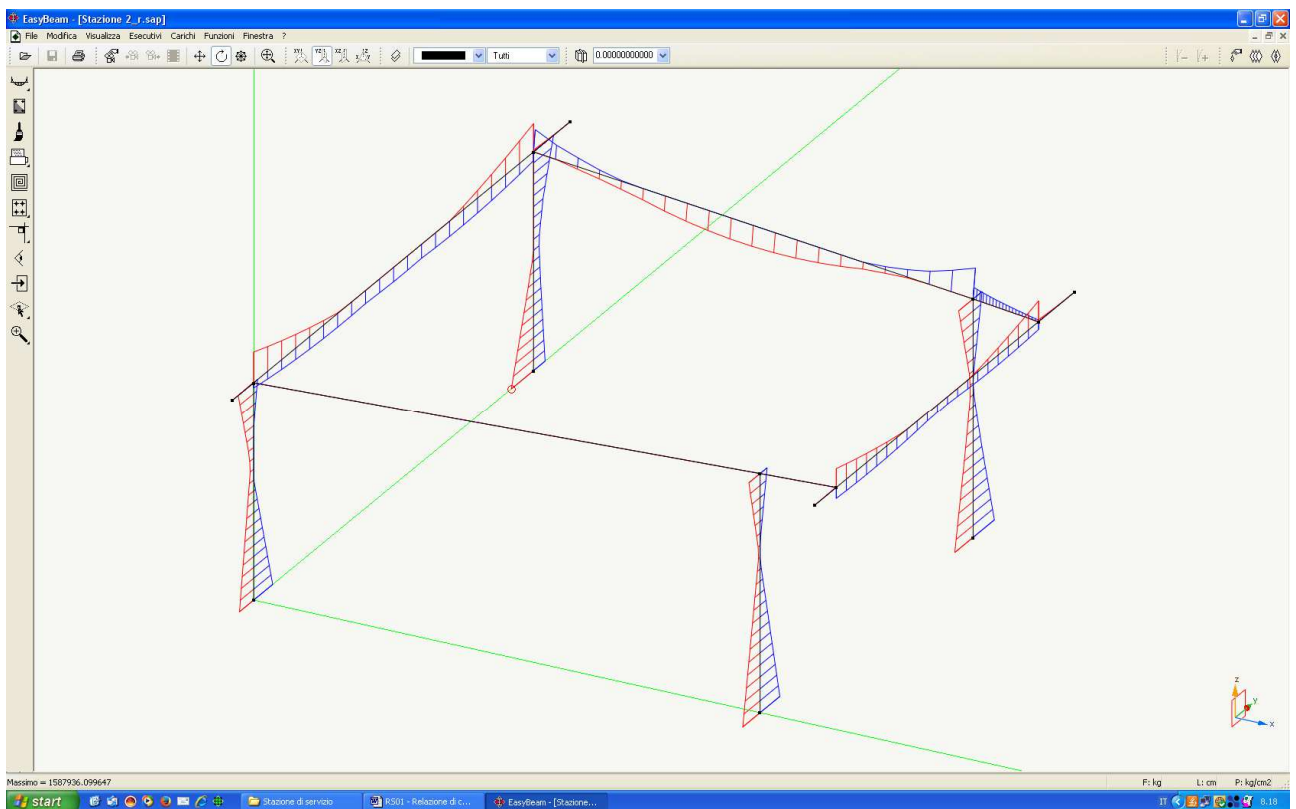 EasyBeam - [Stazione 2_r.sap]
File Modifica Visualizza Esecutivi Carichi Funzioni Finestra ?
Tutti
0.00000000000
z
Y
X
Massimo = 1587936.099647
F: kg L: cm P: kg/cm2
start
Stazione di servizio
RS01 - Relazione di c...
EasyBeam - [Stazione...
IT
8.18